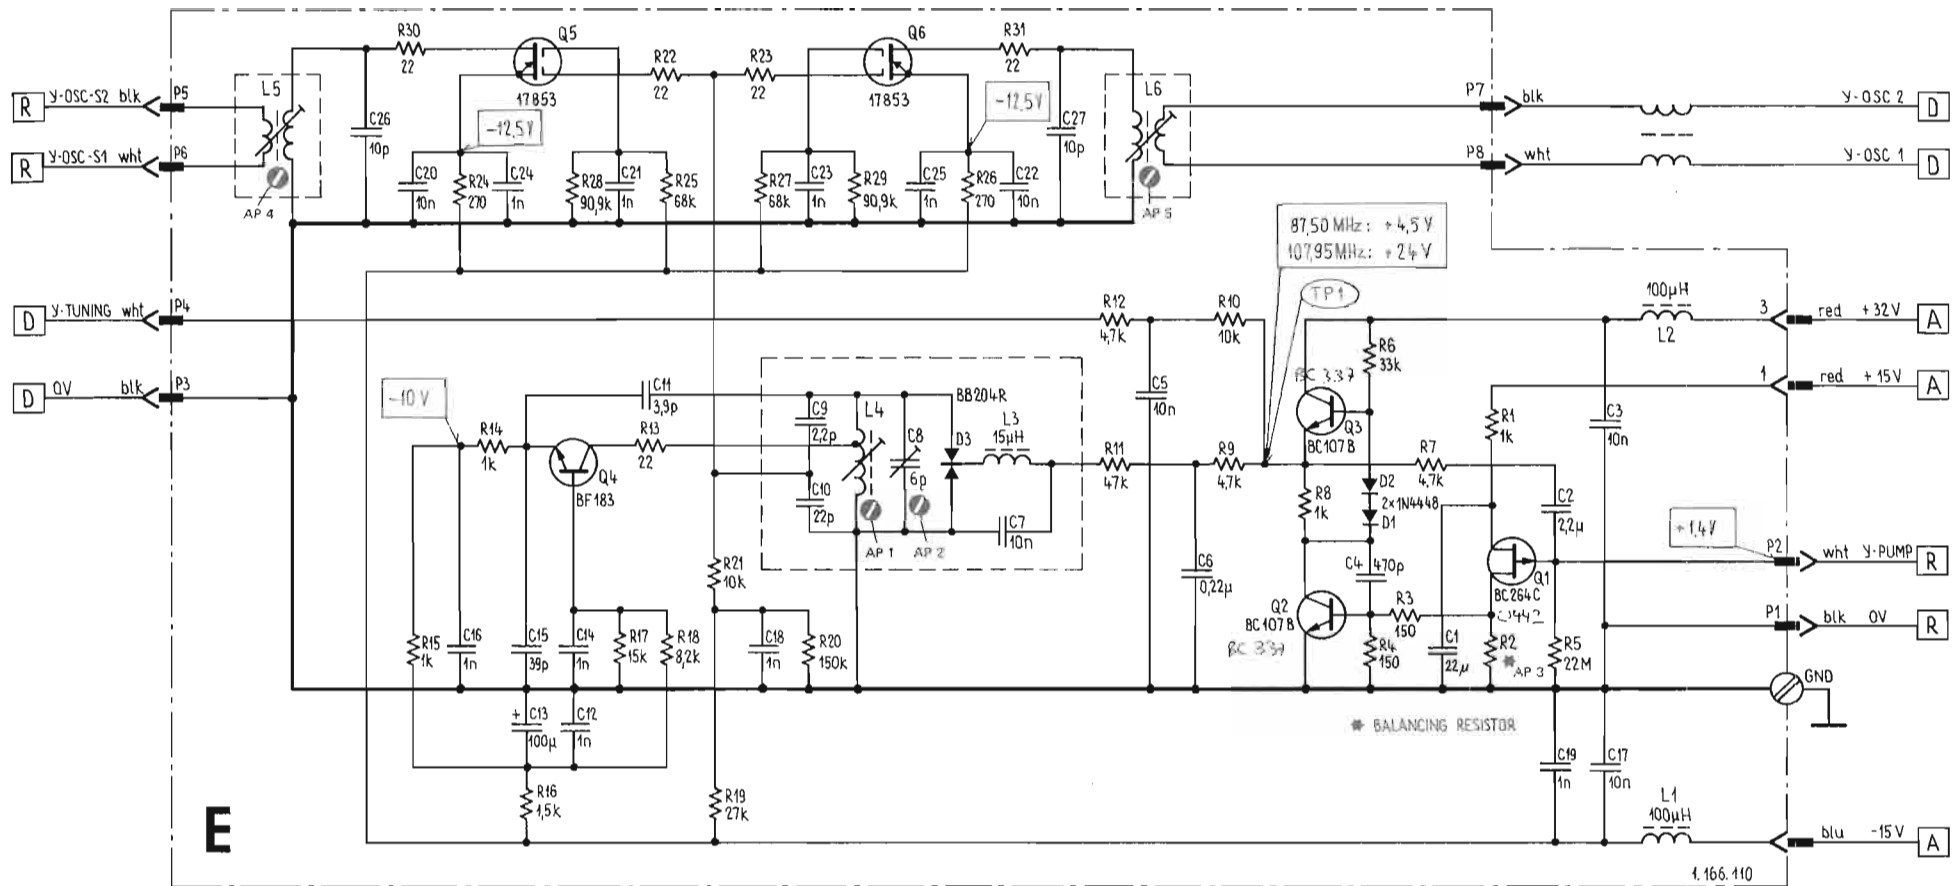 R30
22
Q5
17853
R22
22
R23
22
Q6
17853
R31
22
R Y-OSC-S2 blk P5
L5
-12,5V
-12,5V
L6
P7 blk Y-OSC 2 D
C26
10p
C27
10p
R Y-OSC-S1 wht P6
P8 wht Y-OSC 1 D
AP 4
C20
10n
R24
270
C24
1n
R28
90,9k
C21
1n
R25
68k
R27
68k
C23
1n
R29
90,9k
C25
1n
R26
270
C22
10n
AP 5
87,50 MHz: +4,5 V
107,95 MHz: +24 V
TP1
D Y-TUNING wht P4
R12
4,7k
R10
10k
100µH
L2
3 red +32V A
D 0V blk P3
-10 V
C11
3,9p
BB204R
C5
10n
BC 337
R6
33k
1 red +15V A
R14
1k
R13
22
C9
2,2p
L4
C8
6p
D3
L3
15µH
Q3
BC107B
R1
1k
C3
10n
Q4
BF183
R11
47k
R9
4,7k
R7
4,7k
C10
22p
R8
1k
D2
2x1N4448
D1
C2
2,2µ
AP 1
AP 2
C7
10n
+1,4V
R21
10k
C6
0,22µ
C4
470p
Q1
BC264C
P2 wht Y-PUMP R
Q2
BC107B
BC 337
R3
150
P1 blk 0V R
R15
1k
C16
1n
C15
39p
C14
1n
R17
15k
R18
8,2k
C18
1n
R20
150k
R4
150
C1
22µ
R2
* AP 3
R5
22M
GND
+ C13
100µ
C12
1n
* BALANCING RESISTOR
C19
1n
C17
10n
R16
1,5k
R19
27k
L1
100µH
E
blu -15V A
1.166.110